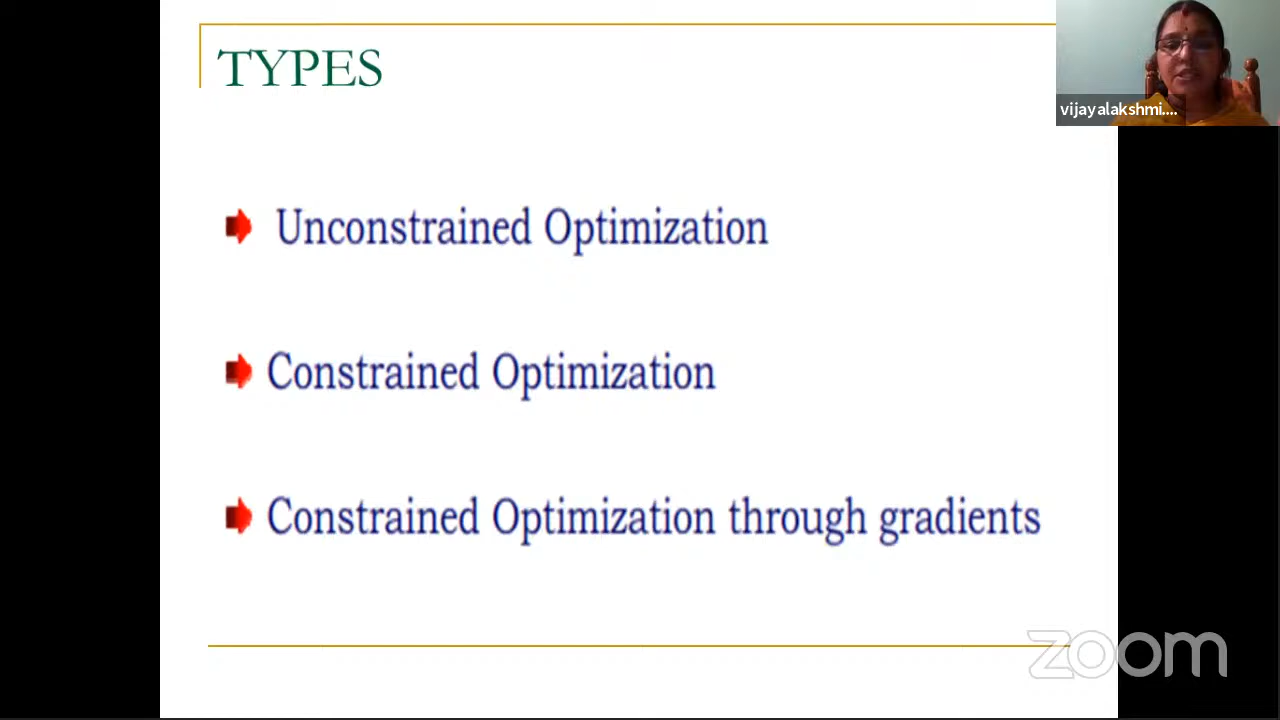 TYPES
vijayalakshmi....
Unconstrained Optimization
Constrained Optimization
Constrained Optimization through gradients
zoom